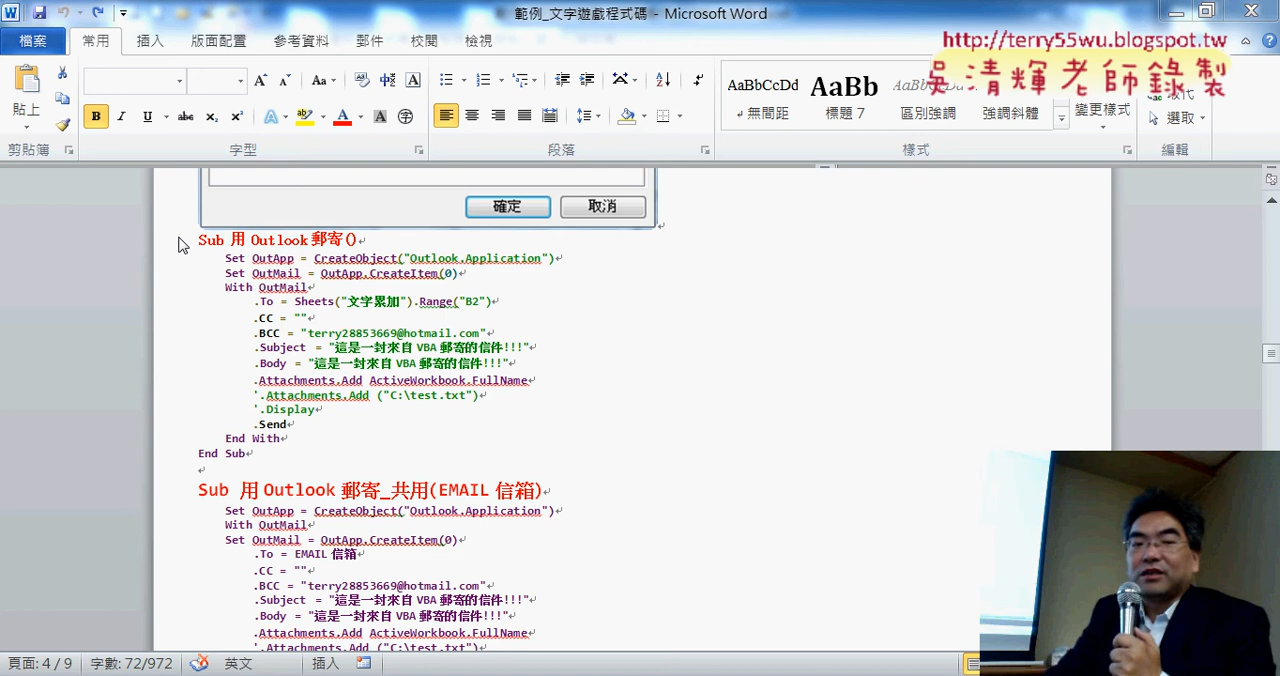 範例_文字遊戲程式碼 - Microsoft Word
檔案 常用 插入 版面配置 參考資料 郵件 校閱 檢視
http://terry55wu.blogspot.tw
吳清輝老師錄製
貼上
AaBbCcDd AaBb AaBbCcDd
無間距 標題 7 區別強調 強調斜體 變更樣式
取代
選取
剪貼簿 字型 段落 樣式 編輯
確定 取消
Sub 用 Outlook 郵寄()
Set OutApp = CreateObject("Outlook.Application")
Set OutMail = OutApp.CreateItem(0)
With OutMail
.To = Sheets("文字累加").Range("B2")
.CC = ""
.BCC = "terry28853669@hotmail.com"
.Subject = "這是一封來自 VBA 郵寄的信件!!!"
.Body = "這是一封來自 VBA 郵寄的信件!!!"
.Attachments.Add ActiveWorkbook.FullName
'.Attachments.Add ("C:\test.txt")
'.Display
.Send
End With
End Sub
Sub 用 Outlook 郵寄_共用(EMAIL 信箱)
Set OutApp = CreateObject("Outlook.Application")
With OutMail
Set OutMail = OutApp.CreateItem(0)
.To = EMAIL 信箱
.CC = ""
.BCC = "terry28853669@hotmail.com"
.Subject = "這是一封來自 VBA 郵寄的信件!!!"
.Body = "這是一封來自 VBA 郵寄的信件!!!"
.Attachments.Add ActiveWorkbook.FullName
'.Attachments.Add ("C:\test.txt")
頁面: 4 / 9 字數: 72/972 英文 插入